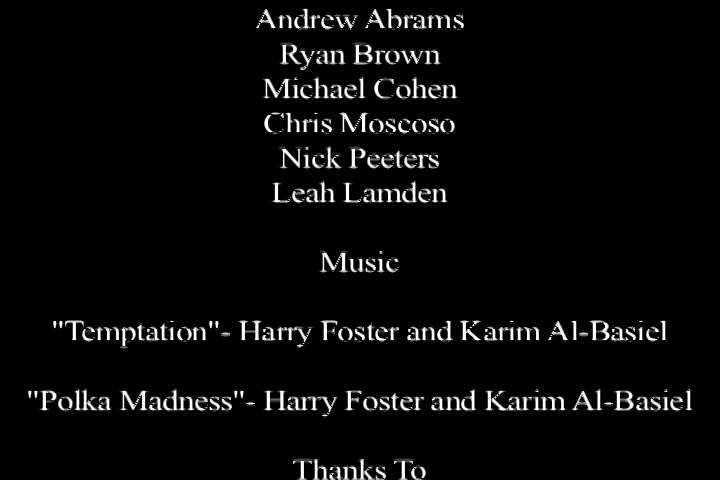 Andrew Abrams
Ryan Brown
Michael Cohen
Chris Moscoso
Nick Peeters
Leah Lamden
Music
"Temptation"- Harry Foster and Karim Al-Basiel
"Polka Madness"- Harry Foster and Karim Al-Basiel
Thanks To